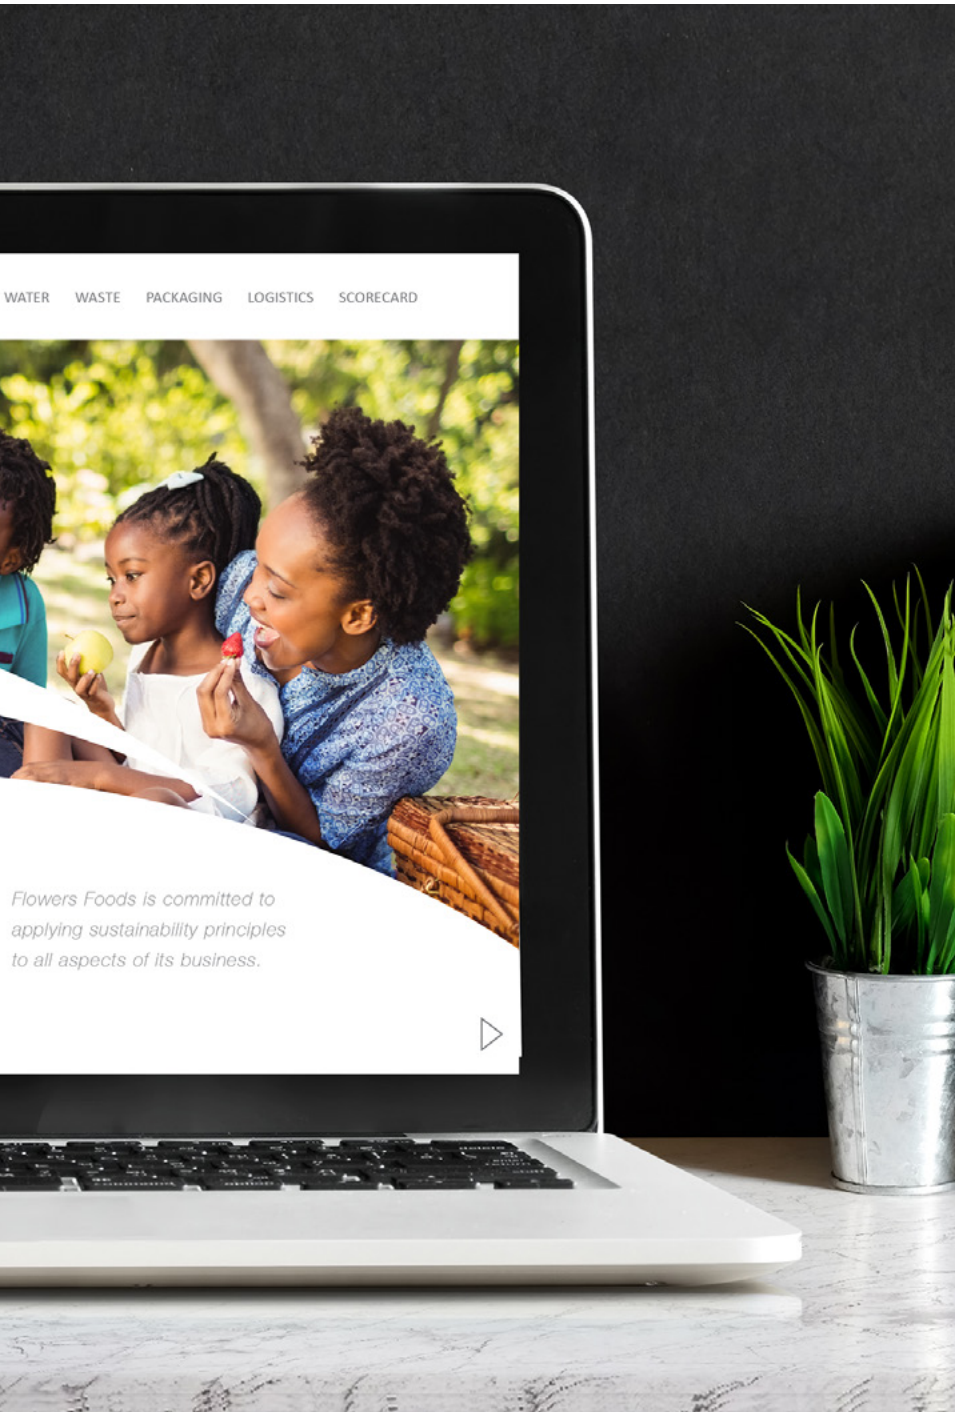 WATER WASTE PACKAGING LOGISTICS SCORECARD
Flowers Foods is committed to
applying sustainability principles
to all aspects of its business.